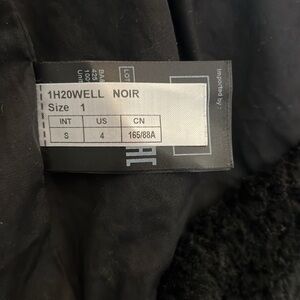 1H20WELL NOIR
Size 1
INT US CN
S 4 165/88A
Imported by :